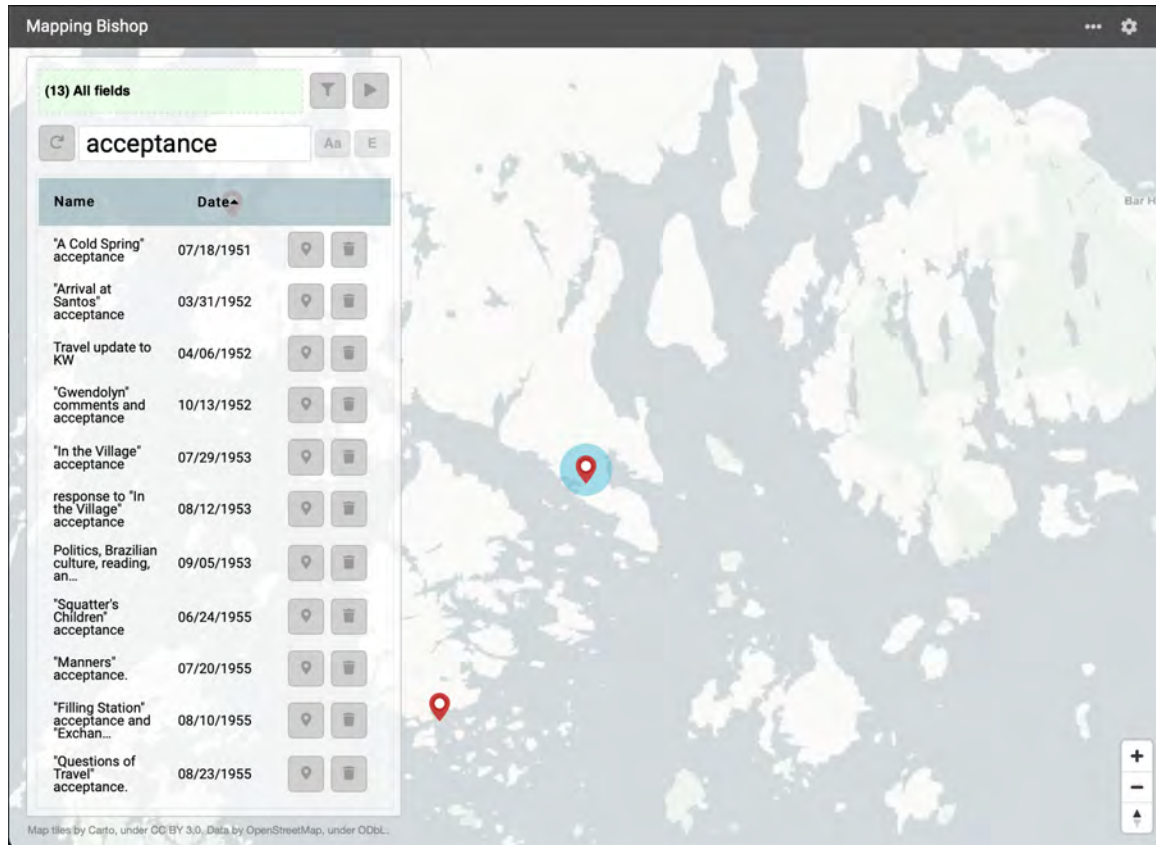 Mapping Bishop
(13) All fields
acceptance
Aa E
Name Date
"A Cold Spring"
acceptance
07/18/1951
"Arrival at
Santos"
acceptance
03/31/1952
Travel update to
KW
04/06/1952
"Gwendolyn"
comments and
acceptance
10/13/1952
"In the Village"
acceptance
07/29/1953
response to "In
the Village"
acceptance
08/12/1953
Politics, Brazilian
culture, reading,
an...
09/05/1953
"Squatter's
Children"
acceptance
06/24/1955
"Manners"
acceptance.
07/20/1955
"Filling Station"
acceptance and
"Exchan...
08/10/1955
"Questions of
Travel"
acceptance.
08/23/1955
Bar H
Map tiles by Carto, under CC BY 3.0. Data by OpenStreetMap, under ODbL.